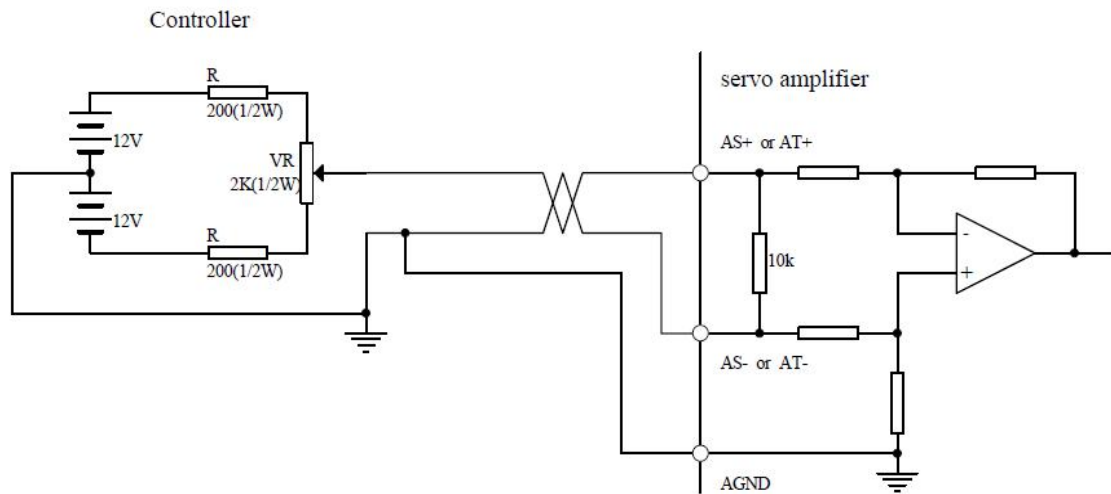 Controller
R
200(1/2W)
12V
VR
2K(1/2W)
12V
R
200(1/2W)
servo amplifier
AS+ or AT+
-
+
10k
AS- or AT-
AGND